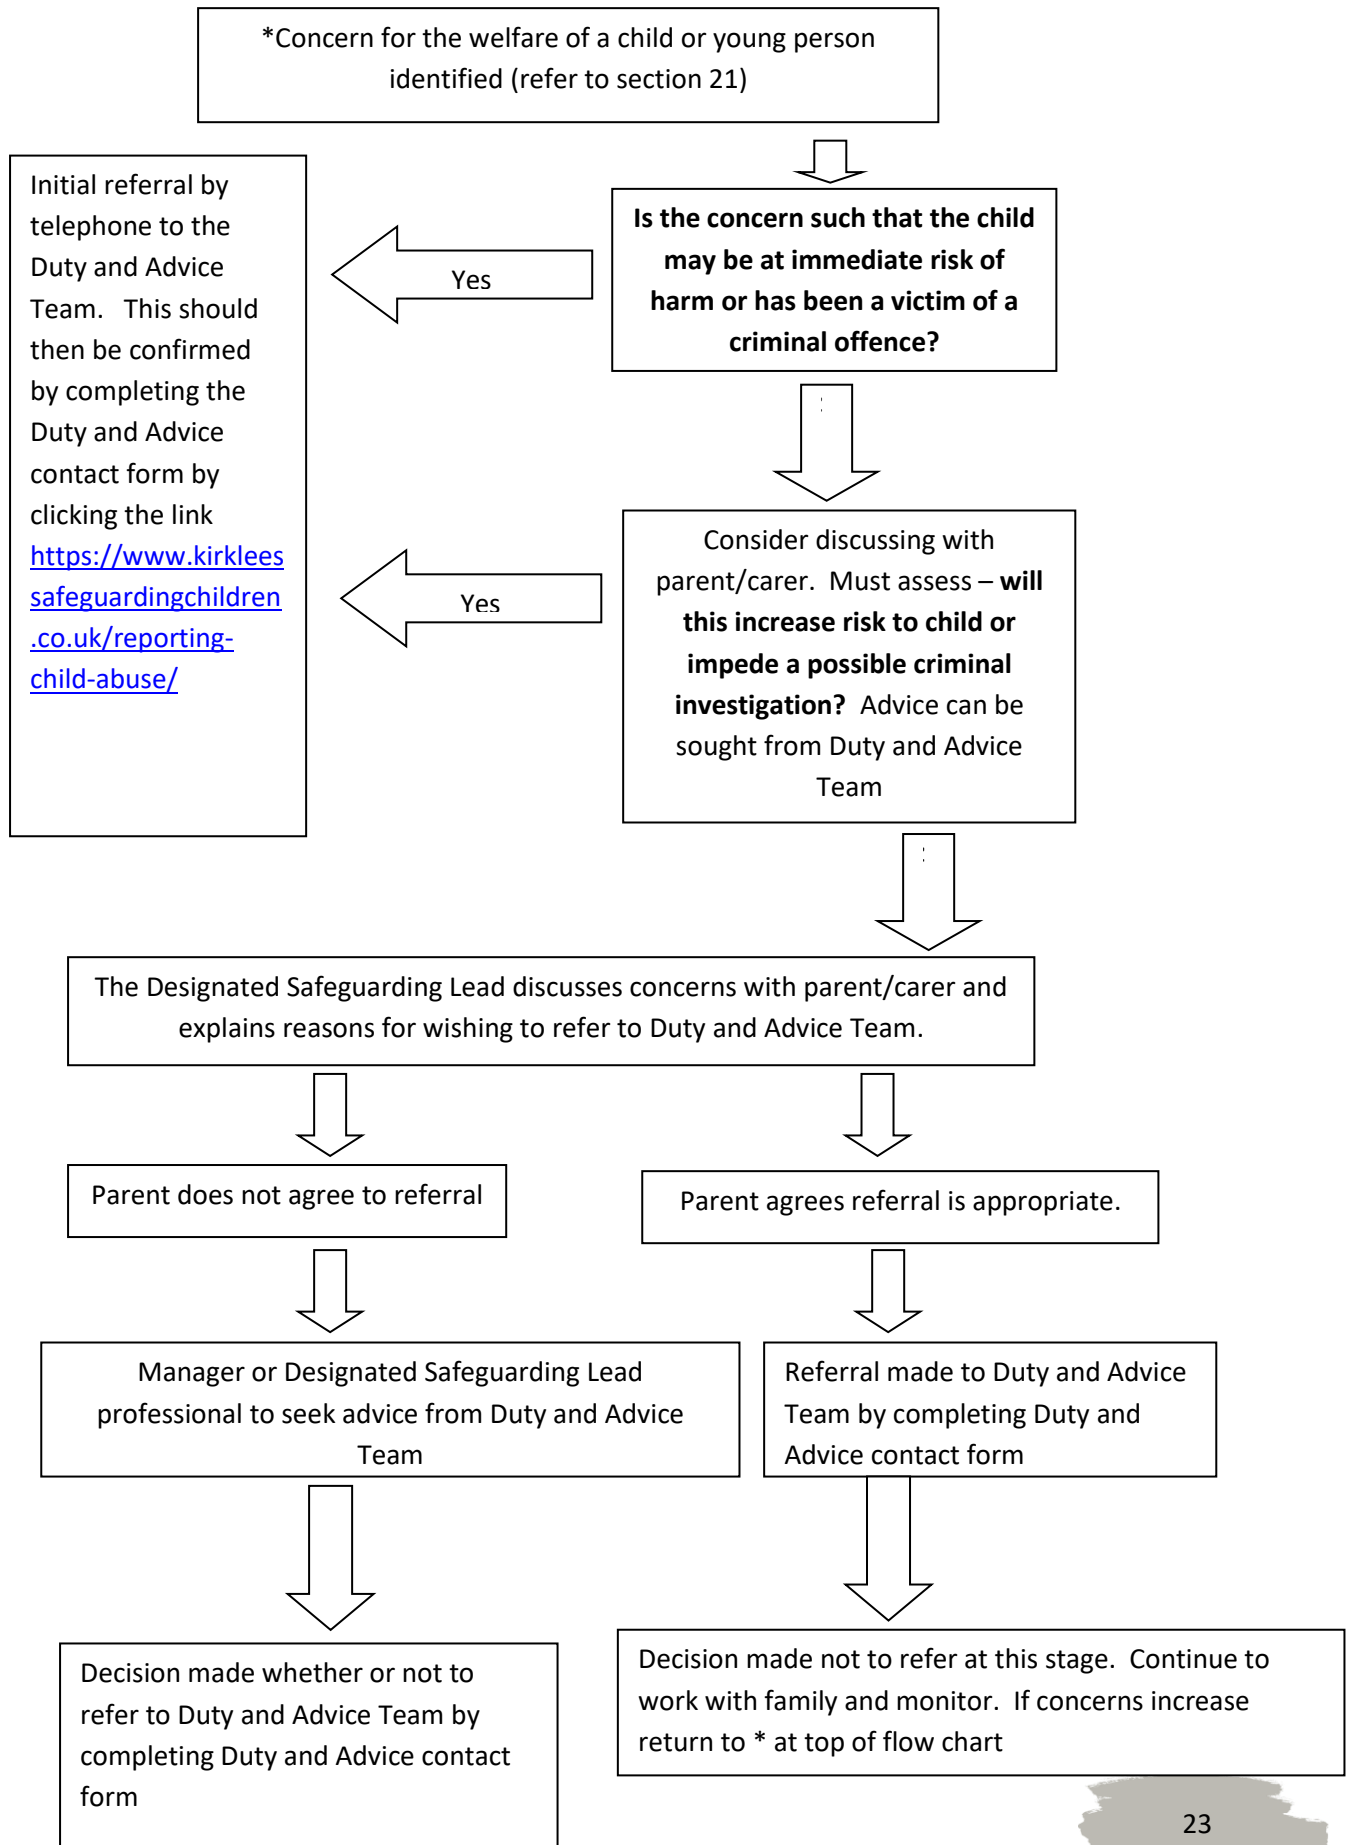 *Concern for the welfare of a child or young person
identified (refer to section 21)
Initial referral by
telephone to the
Duty and Advice
Team.   This should
then be confirmed
by completing the
Duty and Advice
contact form by
clicking the link
https://www.kirklees
safeguardingchildren
.co.uk/reporting-
child-abuse/
Yes
Is the concern such that the child
may be at immediate risk of
harm or has been a victim of a
criminal offence?
Yes
Consider discussing with
parent/carer.  Must assess – will
this increase risk to child or
impede a possible criminal
investigation?  Advice can be
sought from Duty and Advice
Team
The Designated Safeguarding Lead discusses concerns with parent/carer and
explains reasons for wishing to refer to Duty and Advice Team.
Parent does not agree to referral
Parent agrees referral is appropriate.
Manager or Designated Safeguarding Lead
professional to seek advice from Duty and Advice
Team
Referral made to Duty and Advice
Team by completing Duty and
Advice contact form
Decision made whether or not to
refer to Duty and Advice Team by
completing Duty and Advice contact
form
Decision made not to refer at this stage.  Continue to
work with family and monitor.  If concerns increase
return to * at top of flow chart
23